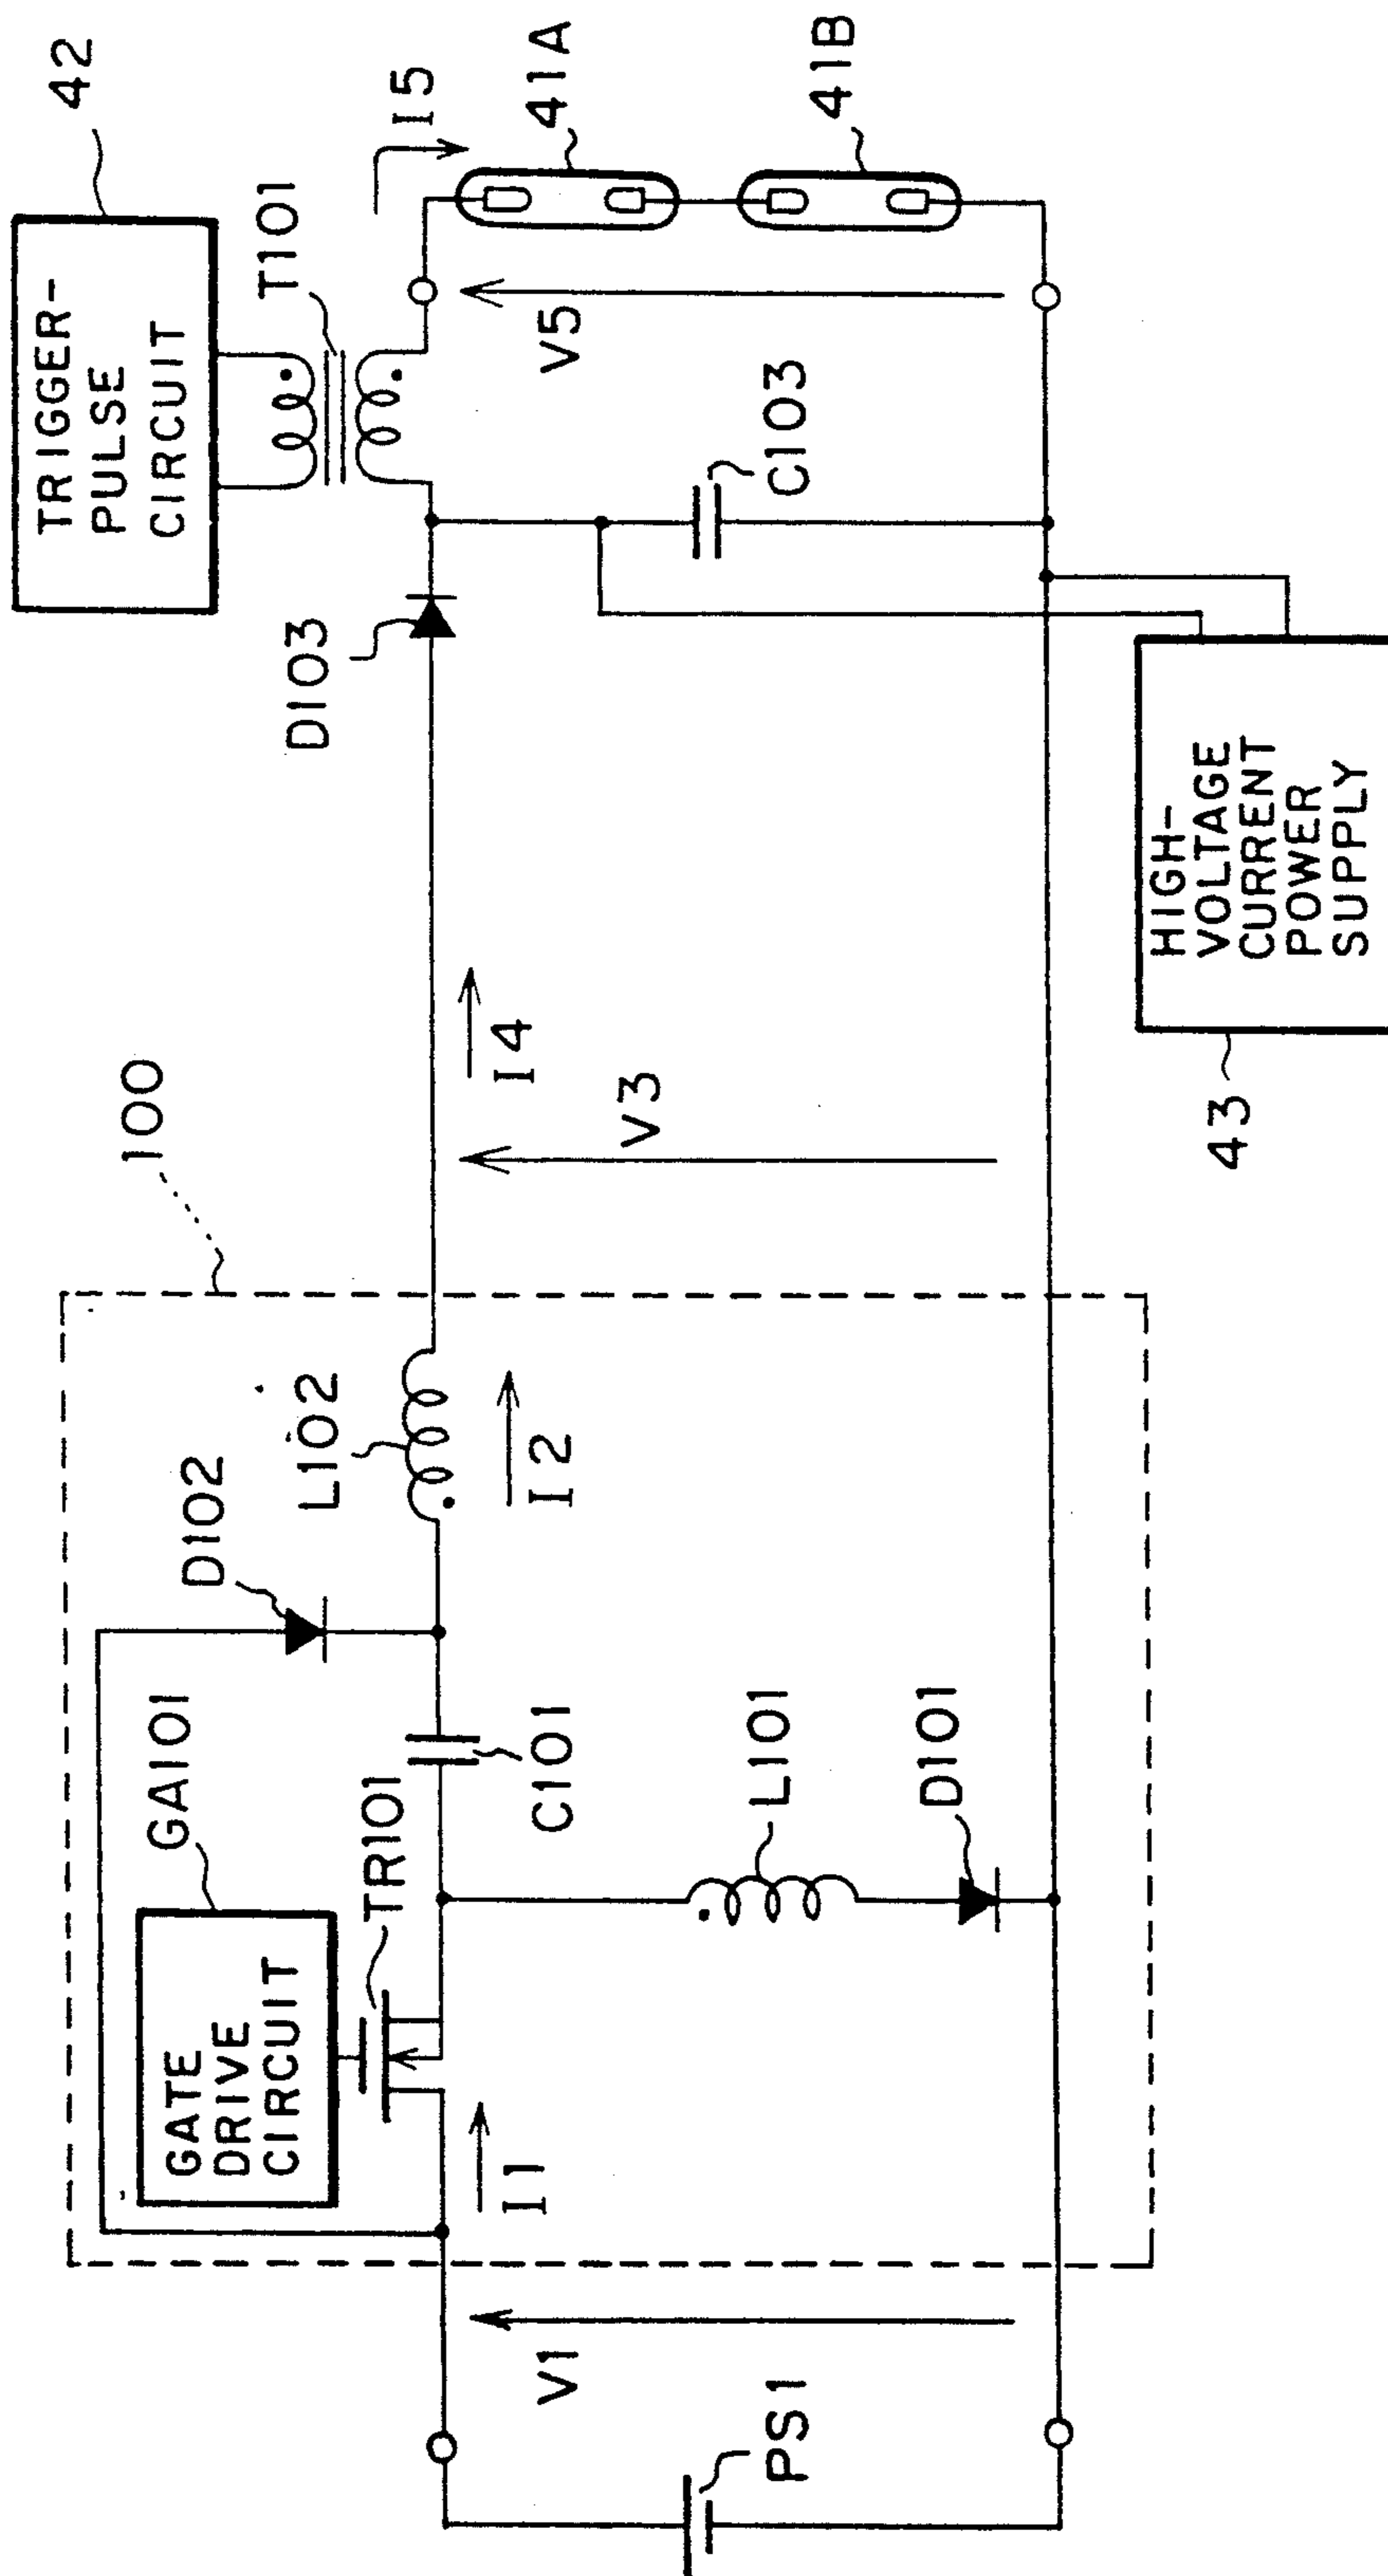 42
TRIGGER-
PULSE
CIRCUIT
T101
I5
41A
41B
V5
C103
D103
HIGH-
VOLTAGE
CURRENT
POWER
SUPPLY
43
I4
V3
100
L102
I2
D102
GA101
GATE
DRIVE
CIRCUIT
TR101
C101
L101
D101
I1
V1
PS1